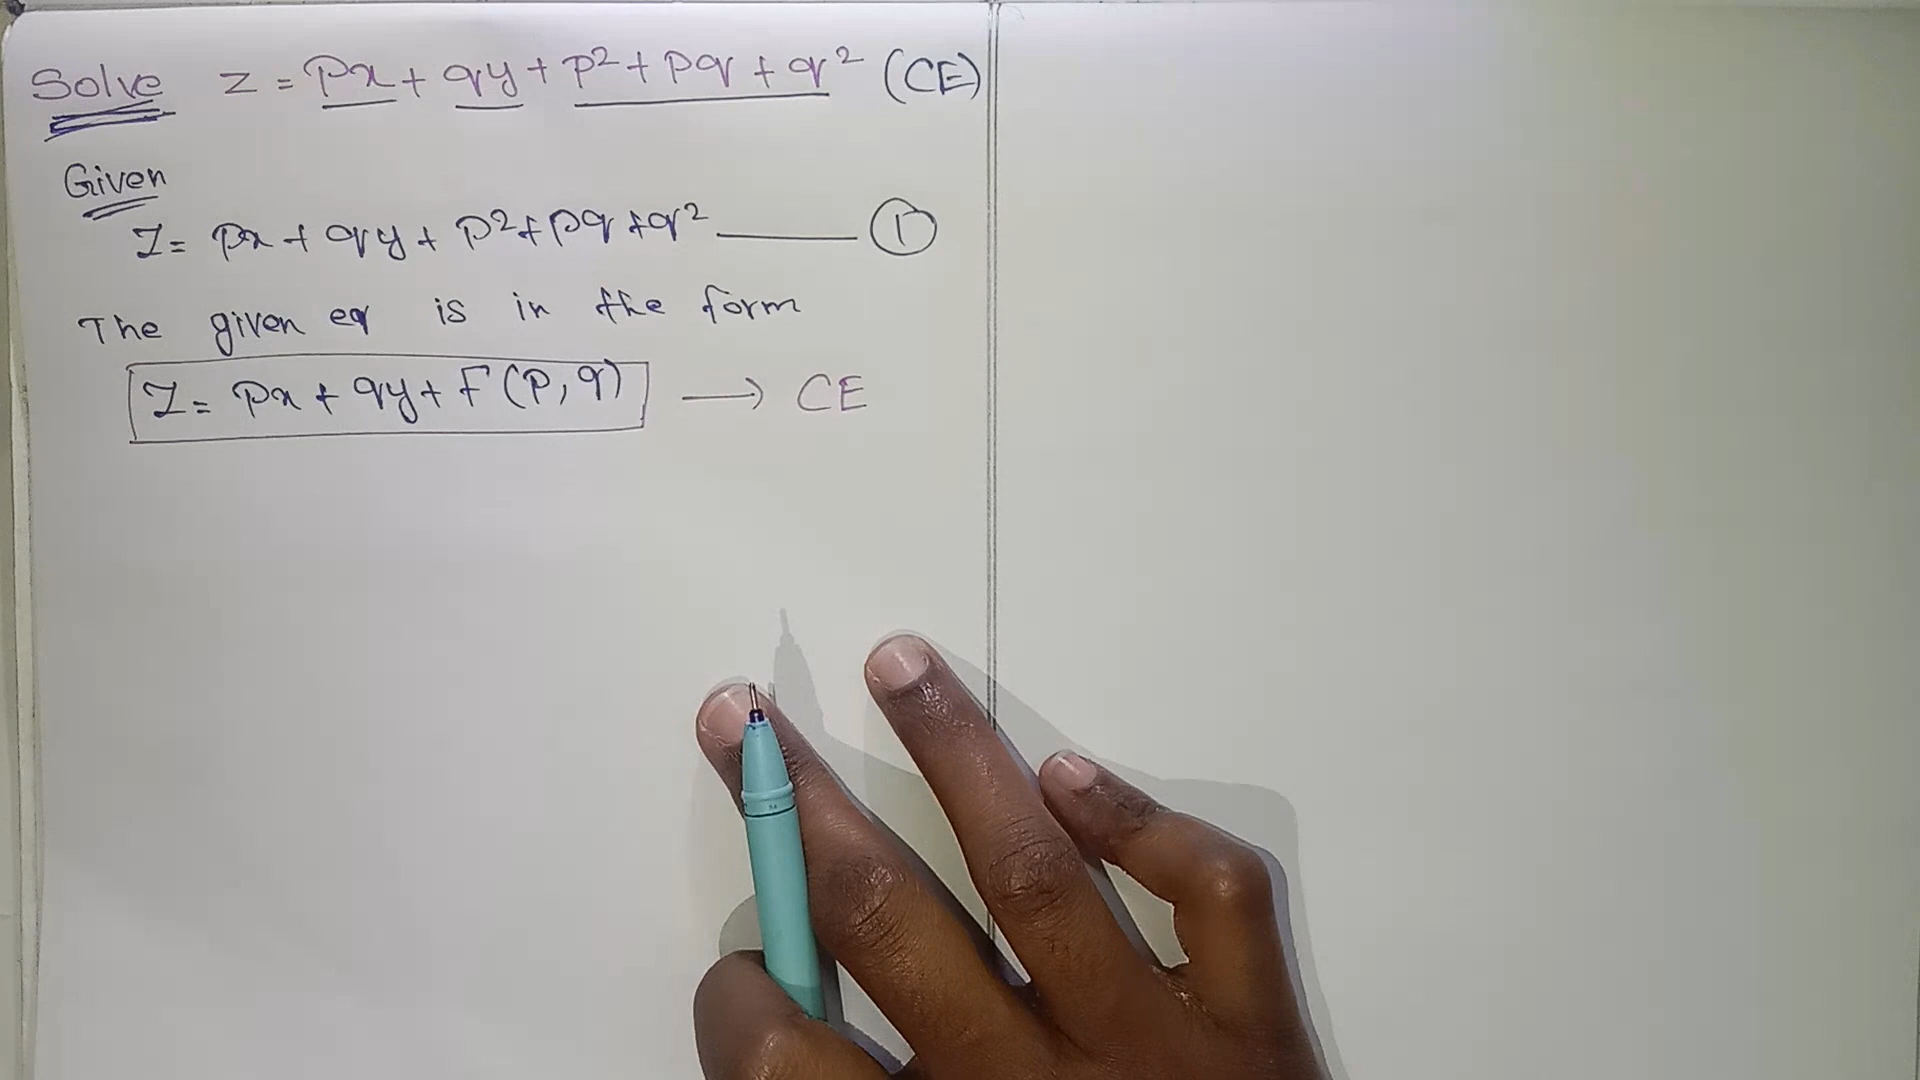 Solve z = px + qy + p² + pq + q² (CE)
Given
Z = px + qy + p² + pq + q² ——— ①
The given eq is in the form
Z = px + qy + F(p, q) → CE